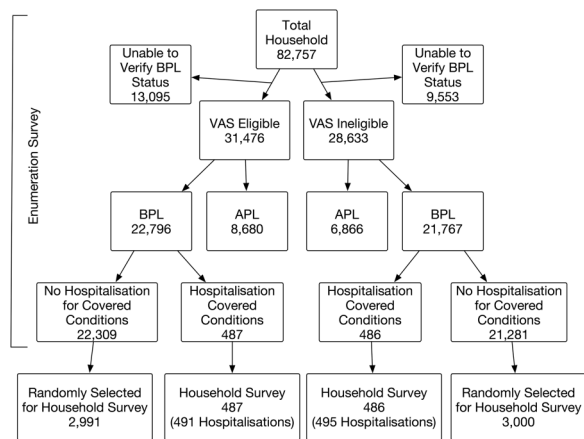 Enumeration Survey
Total
Household
82,757
Unable to
Verify BPL
Status
13,095
Unable to
Verify BPL
Status
9,553
VAS Eligible
31,476
VAS Ineligible
28,633
BPL
22,796
APL
8,680
APL
6,866
BPL
21,767
No Hospitalisation
for Covered
Conditions
22,309
Hospitalisation
Covered
Conditions
487
Hospitalisation
Covered
Conditions
486
No Hospitalisation
for Covered
Conditions
21,281
Randomly Selected
for Household Survey
2,991
Household Survey
487
(491 Hospitalisations)
Household Survey
486
(495 Hospitalisations)
Randomly Selected
for Household Survey
3,000